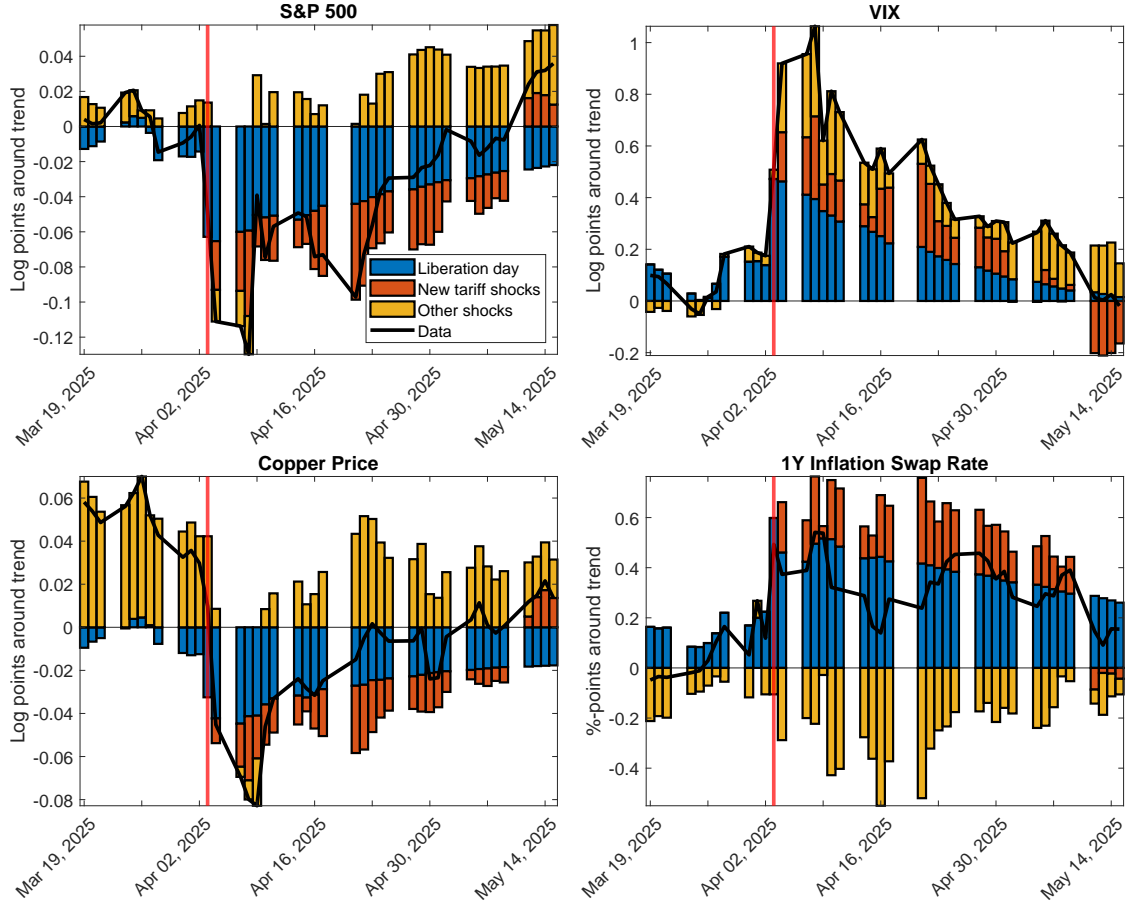 S&P 500
Log points around trend
0.04
0.02
0
-0.02
-0.04
-0.06
-0.08
-0.1
-0.12
Liberation day
New tariff shocks
Other shocks
Data
Mar 19, 2025
Apr 02, 2025
Apr 16, 2025
Apr 30, 2025
May 14, 2025
VIX
Log points around trend
1
0.8
0.6
0.4
0.2
0
-0.2
Mar 19, 2025
Apr 02, 2025
Apr 16, 2025
Apr 30, 2025
May 14, 2025
Copper Price
Log points around trend
0.06
0.04
0.02
0
-0.02
-0.04
-0.06
-0.08
Mar 19, 2025
Apr 02, 2025
Apr 16, 2025
Apr 30, 2025
May 14, 2025
1Y Inflation Swap Rate
%-points around trend
0.6
0.4
0.2
0
-0.2
-0.4
Mar 19, 2025
Apr 02, 2025
Apr 16, 2025
Apr 30, 2025
May 14, 2025